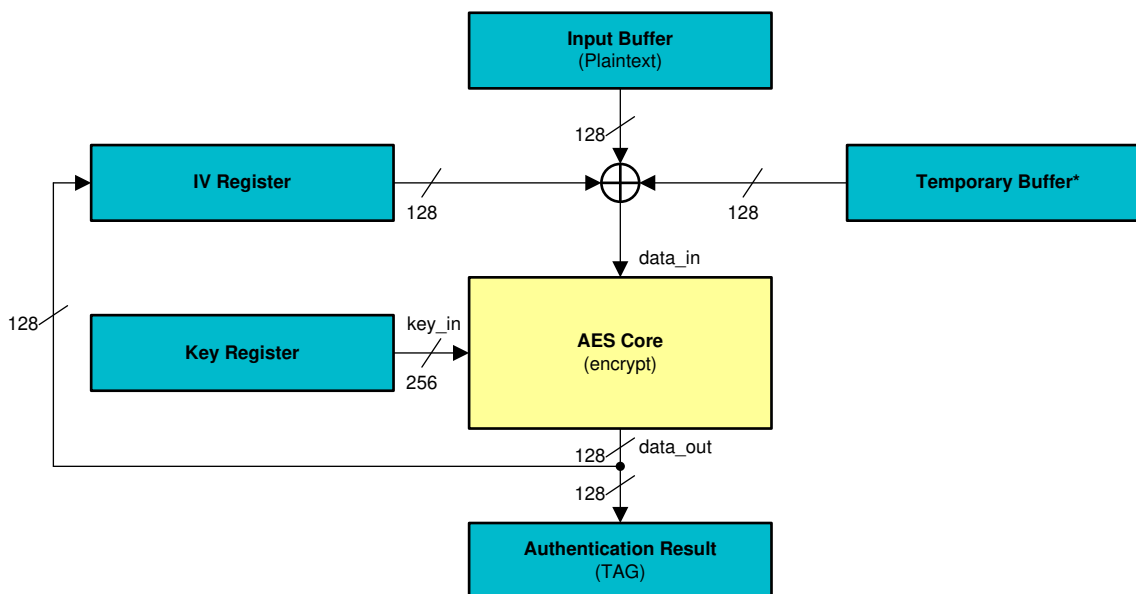 Input Buffer
(Plaintext)
128
IV Register
128
128
Temporary Buffer*
data_in
128
Key Register
key_in
256
AES Core
(encrypt)
128
data_out
128
Authentication Result
(TAG)